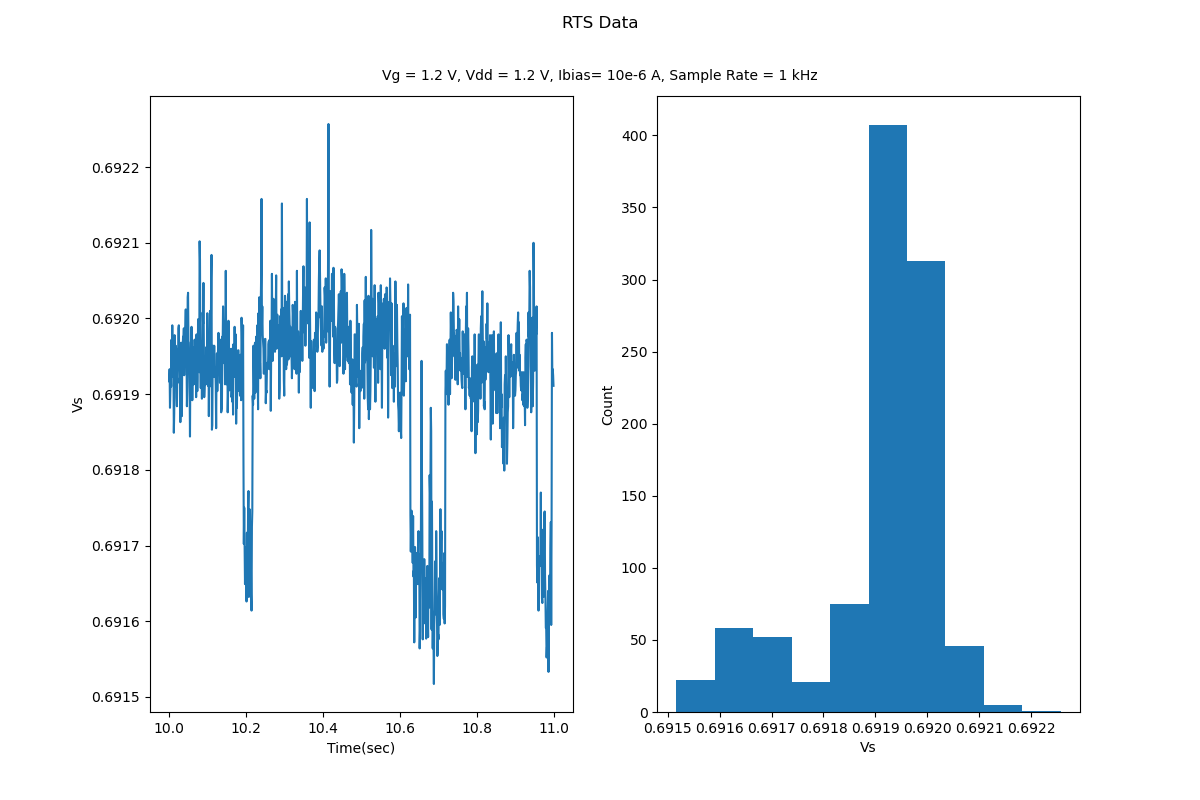 RTS Data
Vg = 1.2 V, Vdd = 1.2 V, Ibias= 10e-6 A, Sample Rate = 1 kHz
0.6922
0.6921
0.6920
0.6919
0.6918
0.6917
0.6916
0.6915
Vs
10.0 10.2 10.4 10.6 10.8 11.0
Time(sec)
400
350
300
250
200
150
100
50
0
Count
0.6915 0.6916 0.6917 0.6918 0.6919 0.6920 0.6921 0.6922
Vs